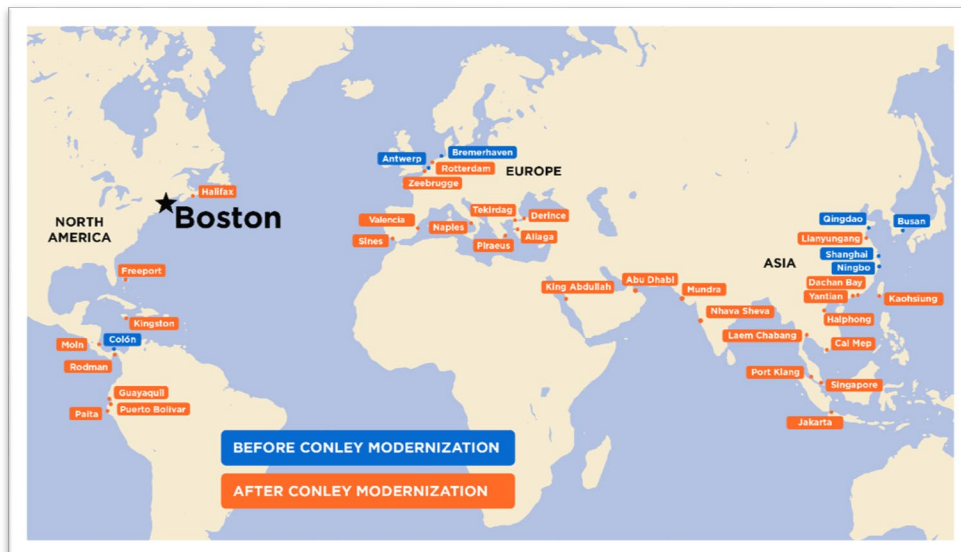 Bremerhaven
Antwerp
Rotterdam
EUROPE
Zeebrugge
Halifax
Boston
NORTH
AMERICA
Tekirdag
Derince
Valencia
Naples
Aliaga
Sines
Piraeus
Qingdao
Busan
Lianyungang
Shanghai
ASIA
Ningbo
Freeport
King Abdullah
Abu Dhabi
Mundra
Dachan Bay
Yantian
Kaohsiung
Nhava Sheva
Haiphong
Kingston
Laem Chabang
Moin
Colón
Cai Mep
Rodman
Port Klang
Singapore
Guayaquil
Puerto Bolivar
Paita
Jakarta
BEFORE CONLEY MODERNIZATION
AFTER CONLEY MODERNIZATION